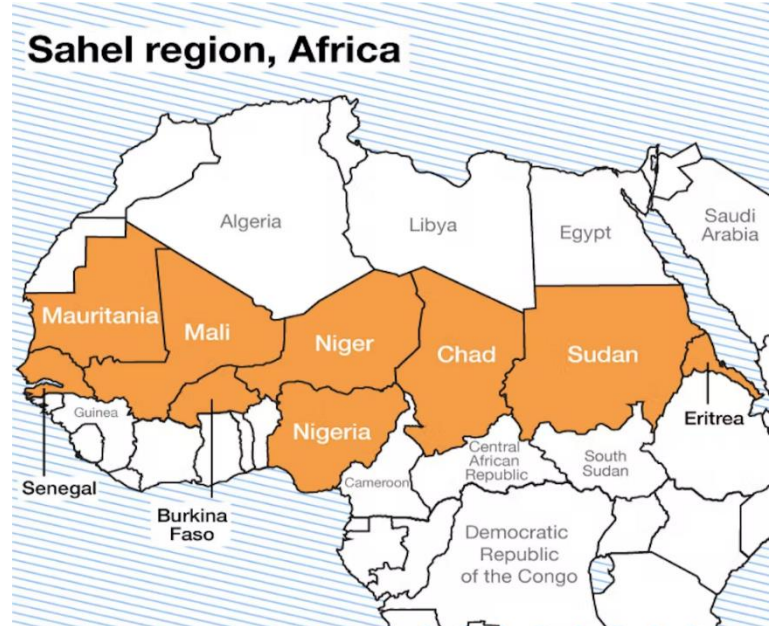 Sahel region, Africa
Algeria
Libya
Egypt
Saudi
Arabia
Mauritania
Mali
Niger
Chad
Sudan
Eritrea
Guinea
Nigeria
Senegal
Burkina
Faso
Cameroon
Central
African
Republic
South
Sudan
Democratic
Republic
of the Congo